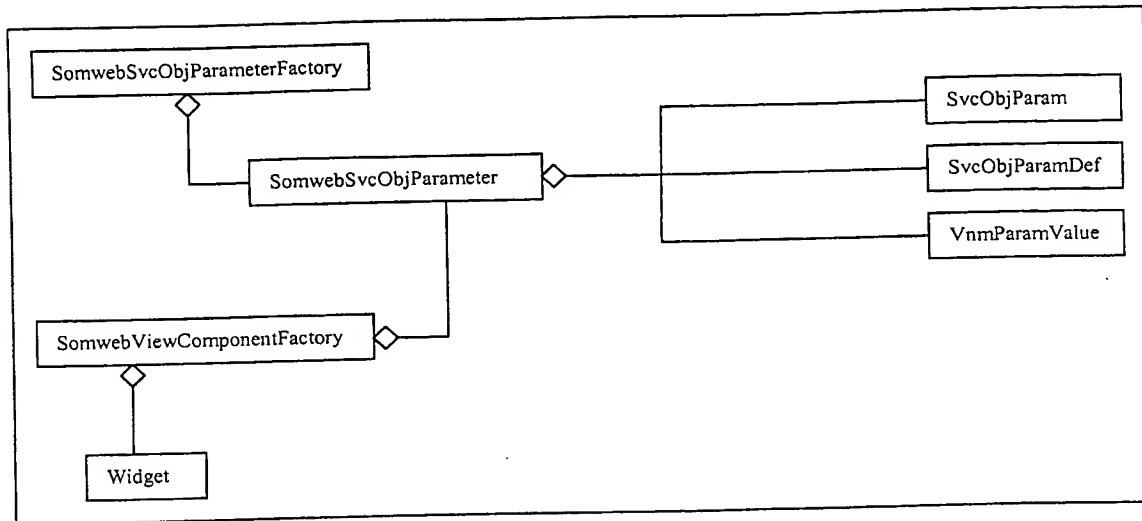 SomwebSvcObjParameterFactory
SvcObjParam
SomwebSvcObjParameter
SvcObjParamDef
VnmParamValue
SomwebViewComponentFactory
Widget